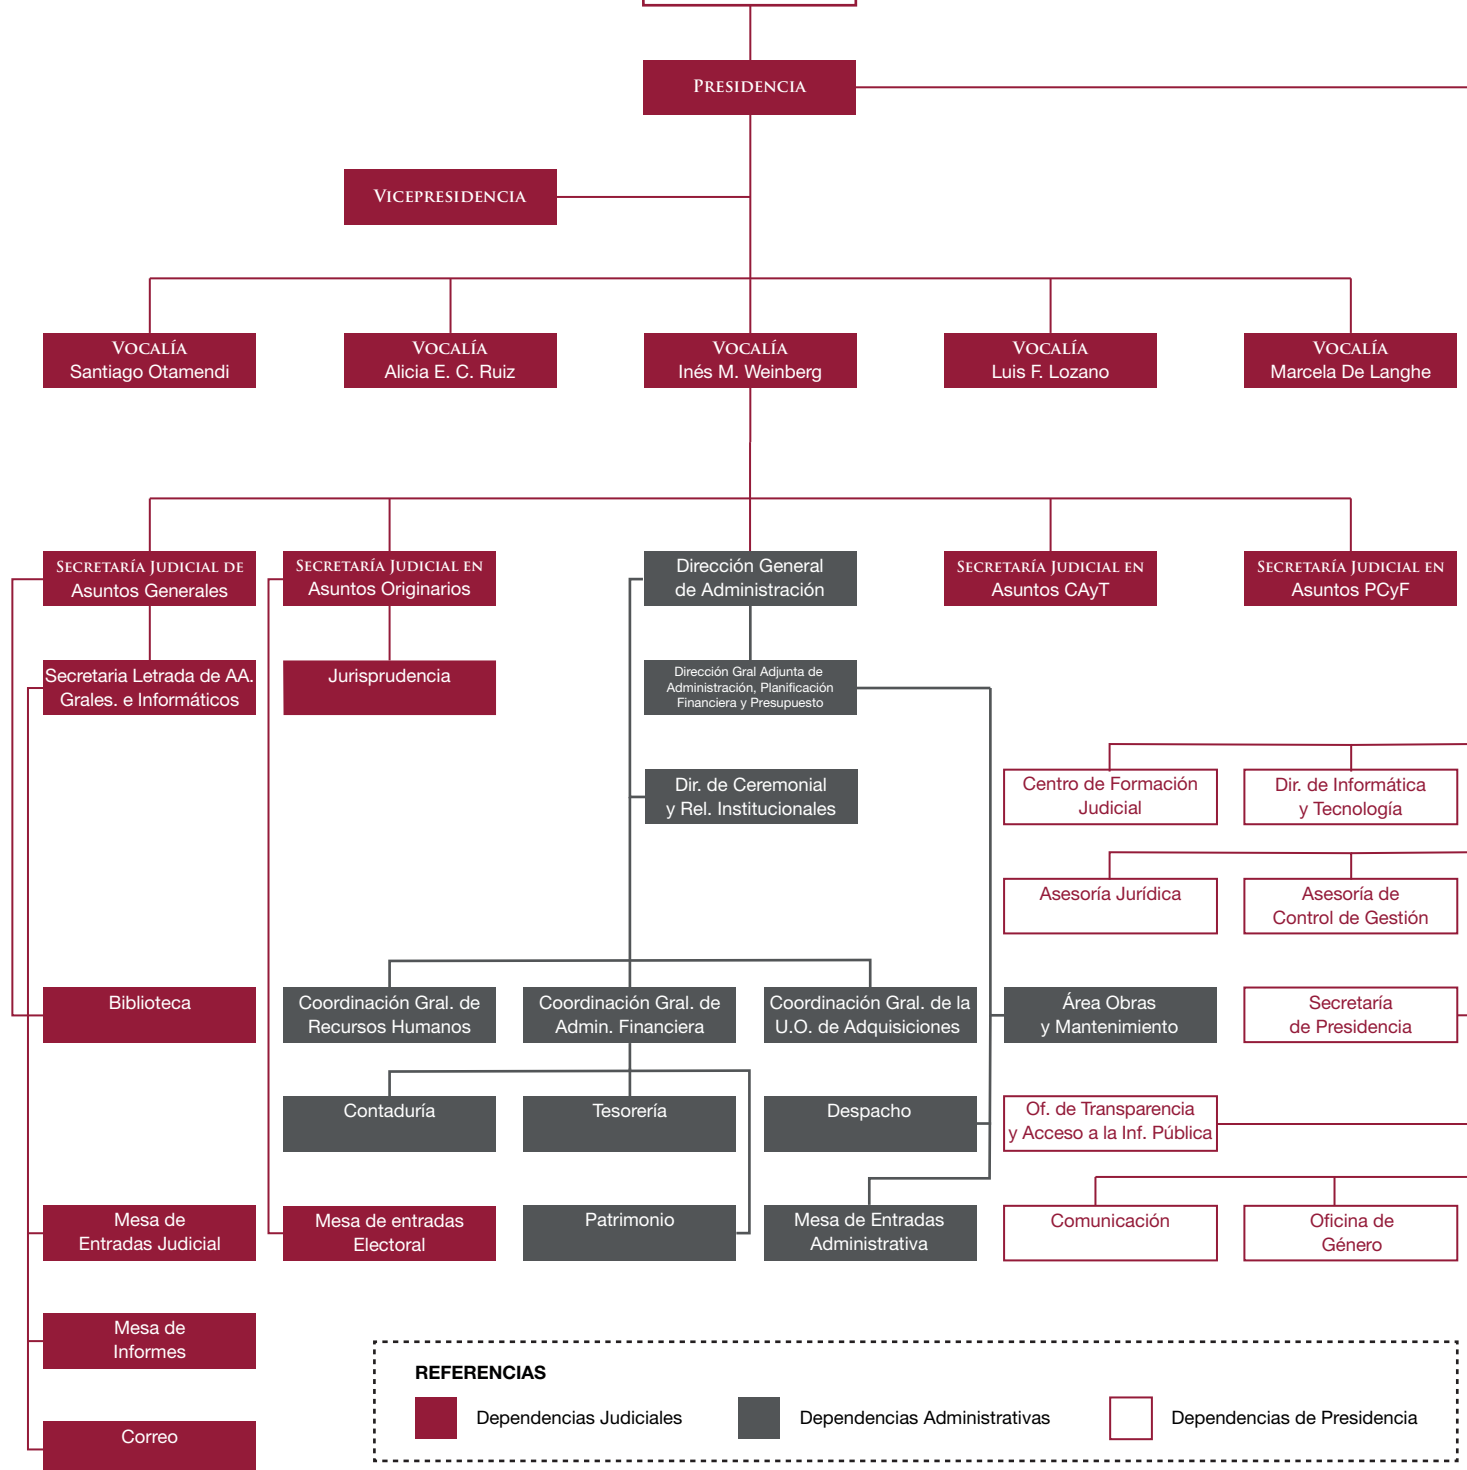 PRESIDENCIA
VICEPRESIDENCIA
VOCALÍA
Santiago Otamendi
VOCALÍA
Alicia E. C. Ruiz
VOCALÍA
Inés M. Weinberg
VOCALÍA
Luis F. Lozano
VOCALÍA
Marcela De Langhe
SECRETARÍA JUDICIAL DE
Asuntos Generales
SECRETARÍA JUDICIAL EN
Asuntos Originarios
Dirección General
de Administración
SECRETARÍA JUDICIAL EN
Asuntos CAyT
SECRETARÍA JUDICIAL EN
Asuntos PCyF
Secretaria Letrada de AA.
Grales. e Informáticos
Jurisprudencia
Dirección Gral Adjunta de
Administración, Planificación
Financiera y Presupuesto
Dir. de Ceremonial
y Rel. Institucionales
Centro de Formación
Judicial
Dir. de Informática
y Tecnología
Asesoría Jurídica
Asesoría de
Control de Gestión
Biblioteca
Coordinación Gral. de
Recursos Humanos
Coordinación Gral. de
Admin. Financiera
Coordinación Gral. de la
U.O. de Adquisiciones
Área Obras
y Mantenimiento
Secretaría
de Presidencia
Contaduría
Tesorería
Despacho
Of. de Transparencia
y Acceso a la Inf. Pública
Mesa de
Entradas Judicial
Mesa de entradas
Electoral
Patrimonio
Mesa de Entradas
Administrativa
Comunicación
Oficina de
Género
Mesa de
Informes
Correo
REFERENCIAS
Dependencias Judiciales
Dependencias Administrativas
Dependencias de Presidencia